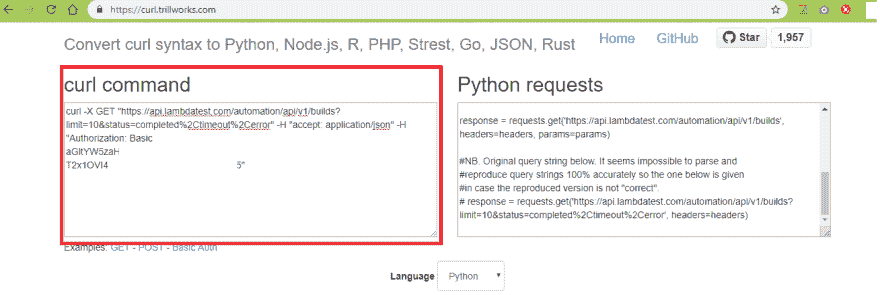 https://curl.trillworks.com
Convert curl syntax to Python, Node.js, R, PHP, Strest, Go, JSON, Rust
Home
GitHub
Star
1,957
curl command
curl -X GET "https://api.lambdatest.com/automation/api/v1/builds?
limit=10&status=completed%2Ctimeout%2Cerror" -H "accept: application/json" -H
"Authorization: Basic
aGltYW5zaH
T2x1OVl4 5"
Examples: GET - POST - Basic Auth
Python requests
response = requests.get('https://api.lambdatest.com/automation/api/v1/builds',
headers=headers, params=params)
#NB. Original query string below. It seems impossible to parse and
#reproduce query strings 100% accurately so the one below is given
#in case the reproduced version is not "correct".
# response = requests.get('https://api.lambdatest.com/automation/api/v1/builds?
limit=10&status=completed%2Ctimeout%2Cerror', headers=headers)
Language
Python